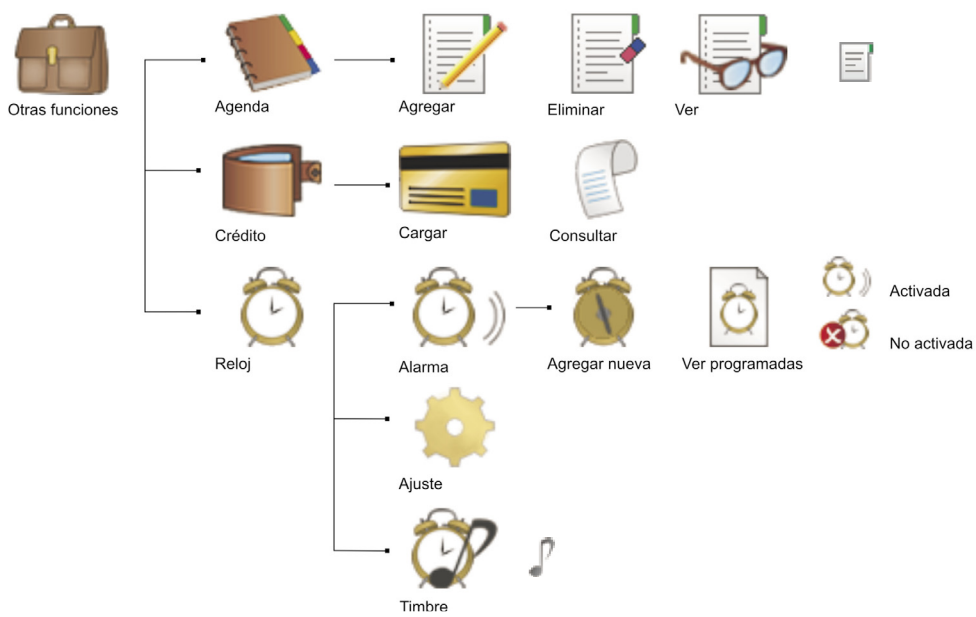 Otras funciones
Agenda
Agregar
Eliminar
Ver
Crédito
Cargar
Consultar
Activada
No activada
Reloj
Alarma
Agregar nueva
Ver programadas
Ajuste
Timbre